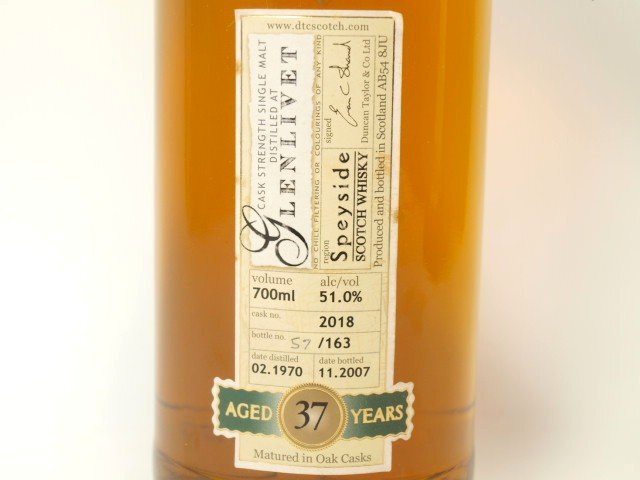 www.dtcscotch.com
CASK STRENGTH SINGLE MALT
DISTILLED AT
GLENLIVET
NO CHILL FILTERING OR COLOURINGS OF ANY KIND
region
Speyside
SCOTCH WHISKY
signed
Duncan Taylor & Co Ltd
Produced and bottled in Scotland AB54 8JU
volume
700ml
alc/vol
51.0%
cask no.
2018
bottle no. 57 /163
date distilled
02.1970
date bottled
11.2007
AGED 37 YEARS
Matured in Oak Casks